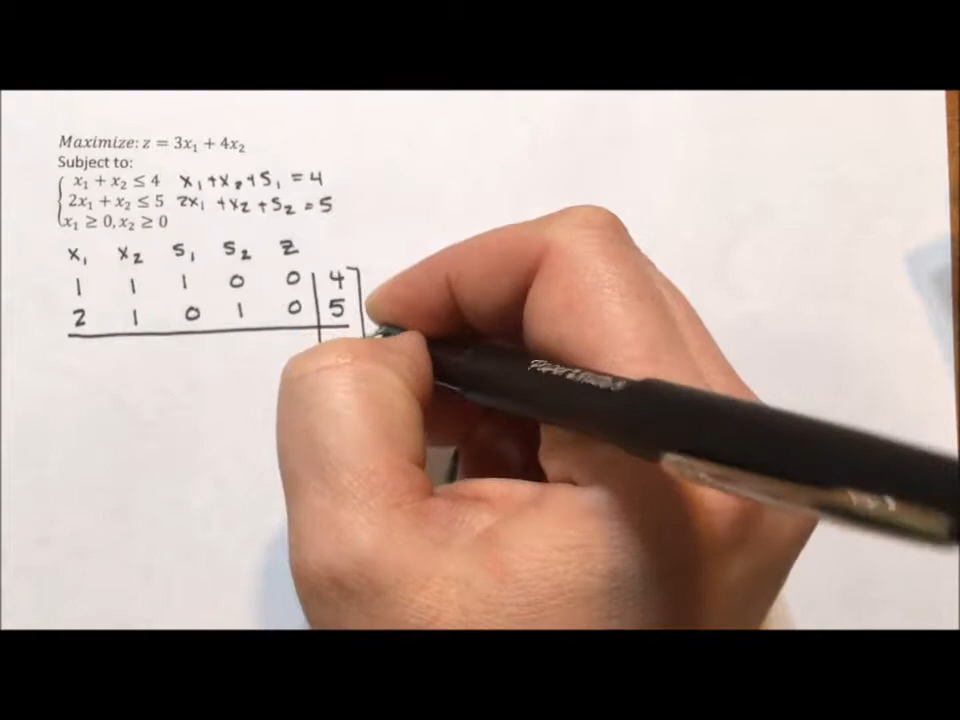 Maximize: z = 3x₁ + 4x₂
Subject to:
x₁ + x₂ ≤ 4 x₁ + x₂ + s₁ = 4
2x₁ + x₂ ≤ 5 2x₁ + x₂ + s₂ = 5
x₁ ≥ 0, x₂ ≥ 0
x₁ x₂ s₁ s₂ z
1 1 1 0 0 4
2 1 0 1 0 5